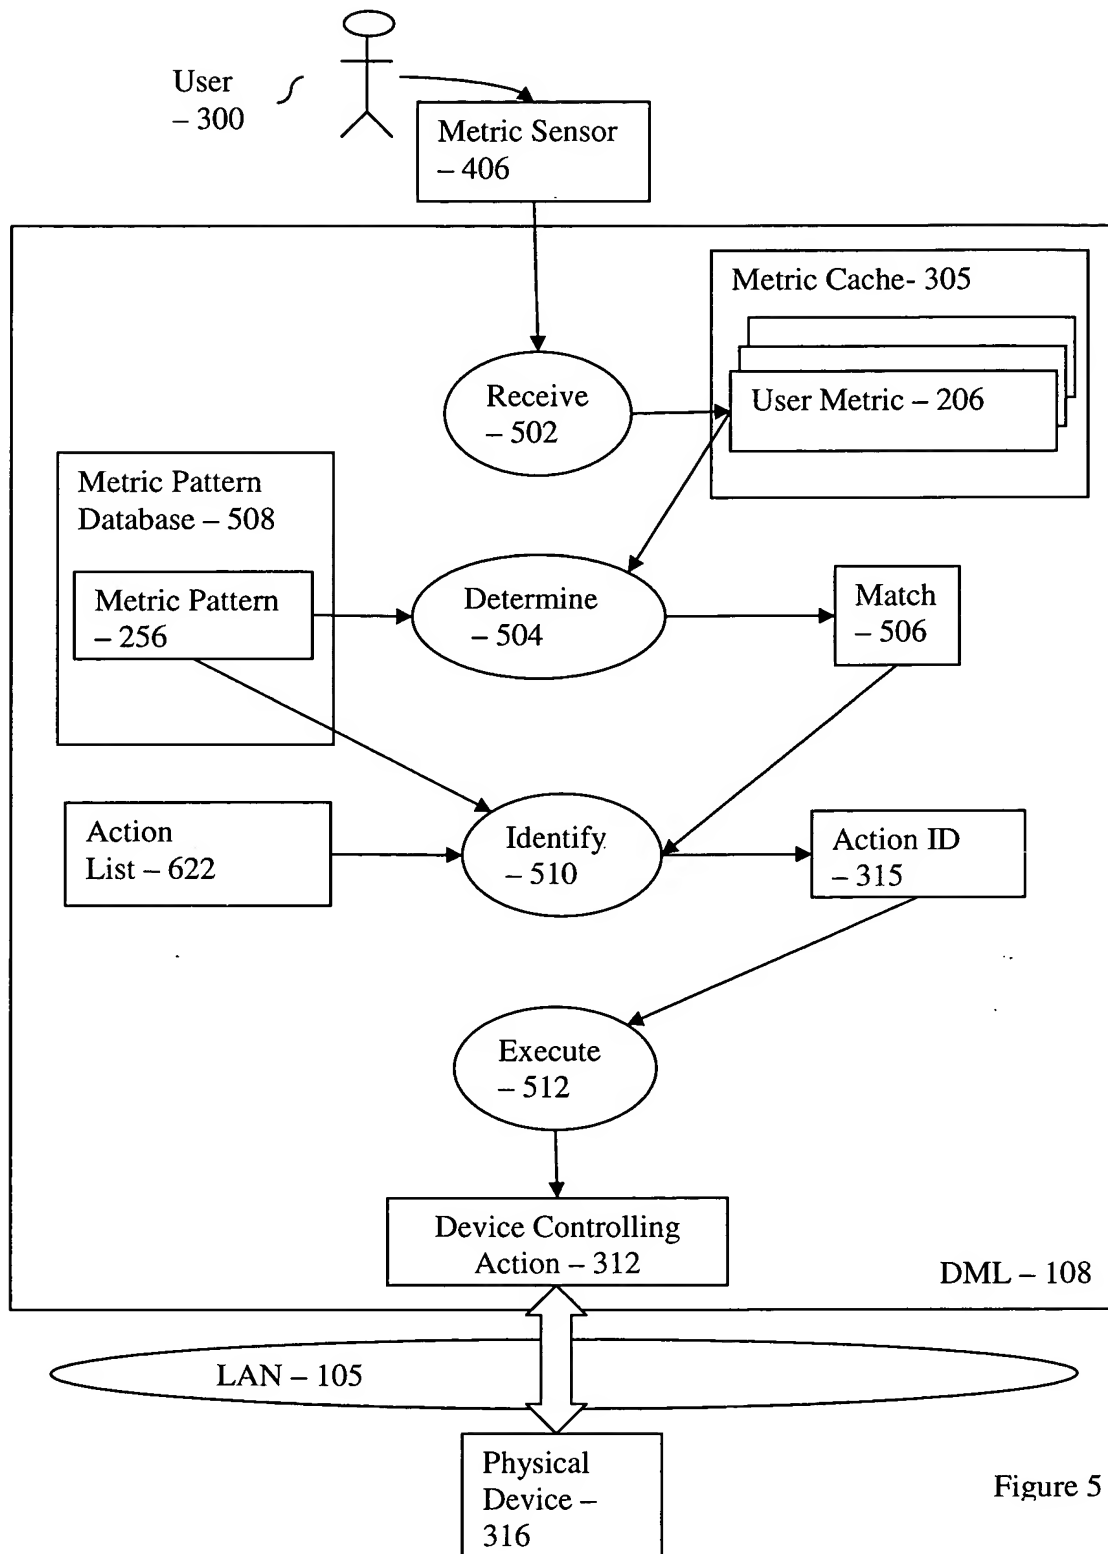 User
– 300
Metric Sensor
– 406
Metric Cache- 305
User Metric – 206
Receive
– 502
Metric Pattern
Database – 508
Metric Pattern
– 256
Determine
– 504
Match
– 506
Action
List – 622
Identify
– 510
Action ID
– 315
Execute
– 512
Device Controlling
Action – 312
DML – 108
LAN – 105
Physical
Device –
316
Figure 5